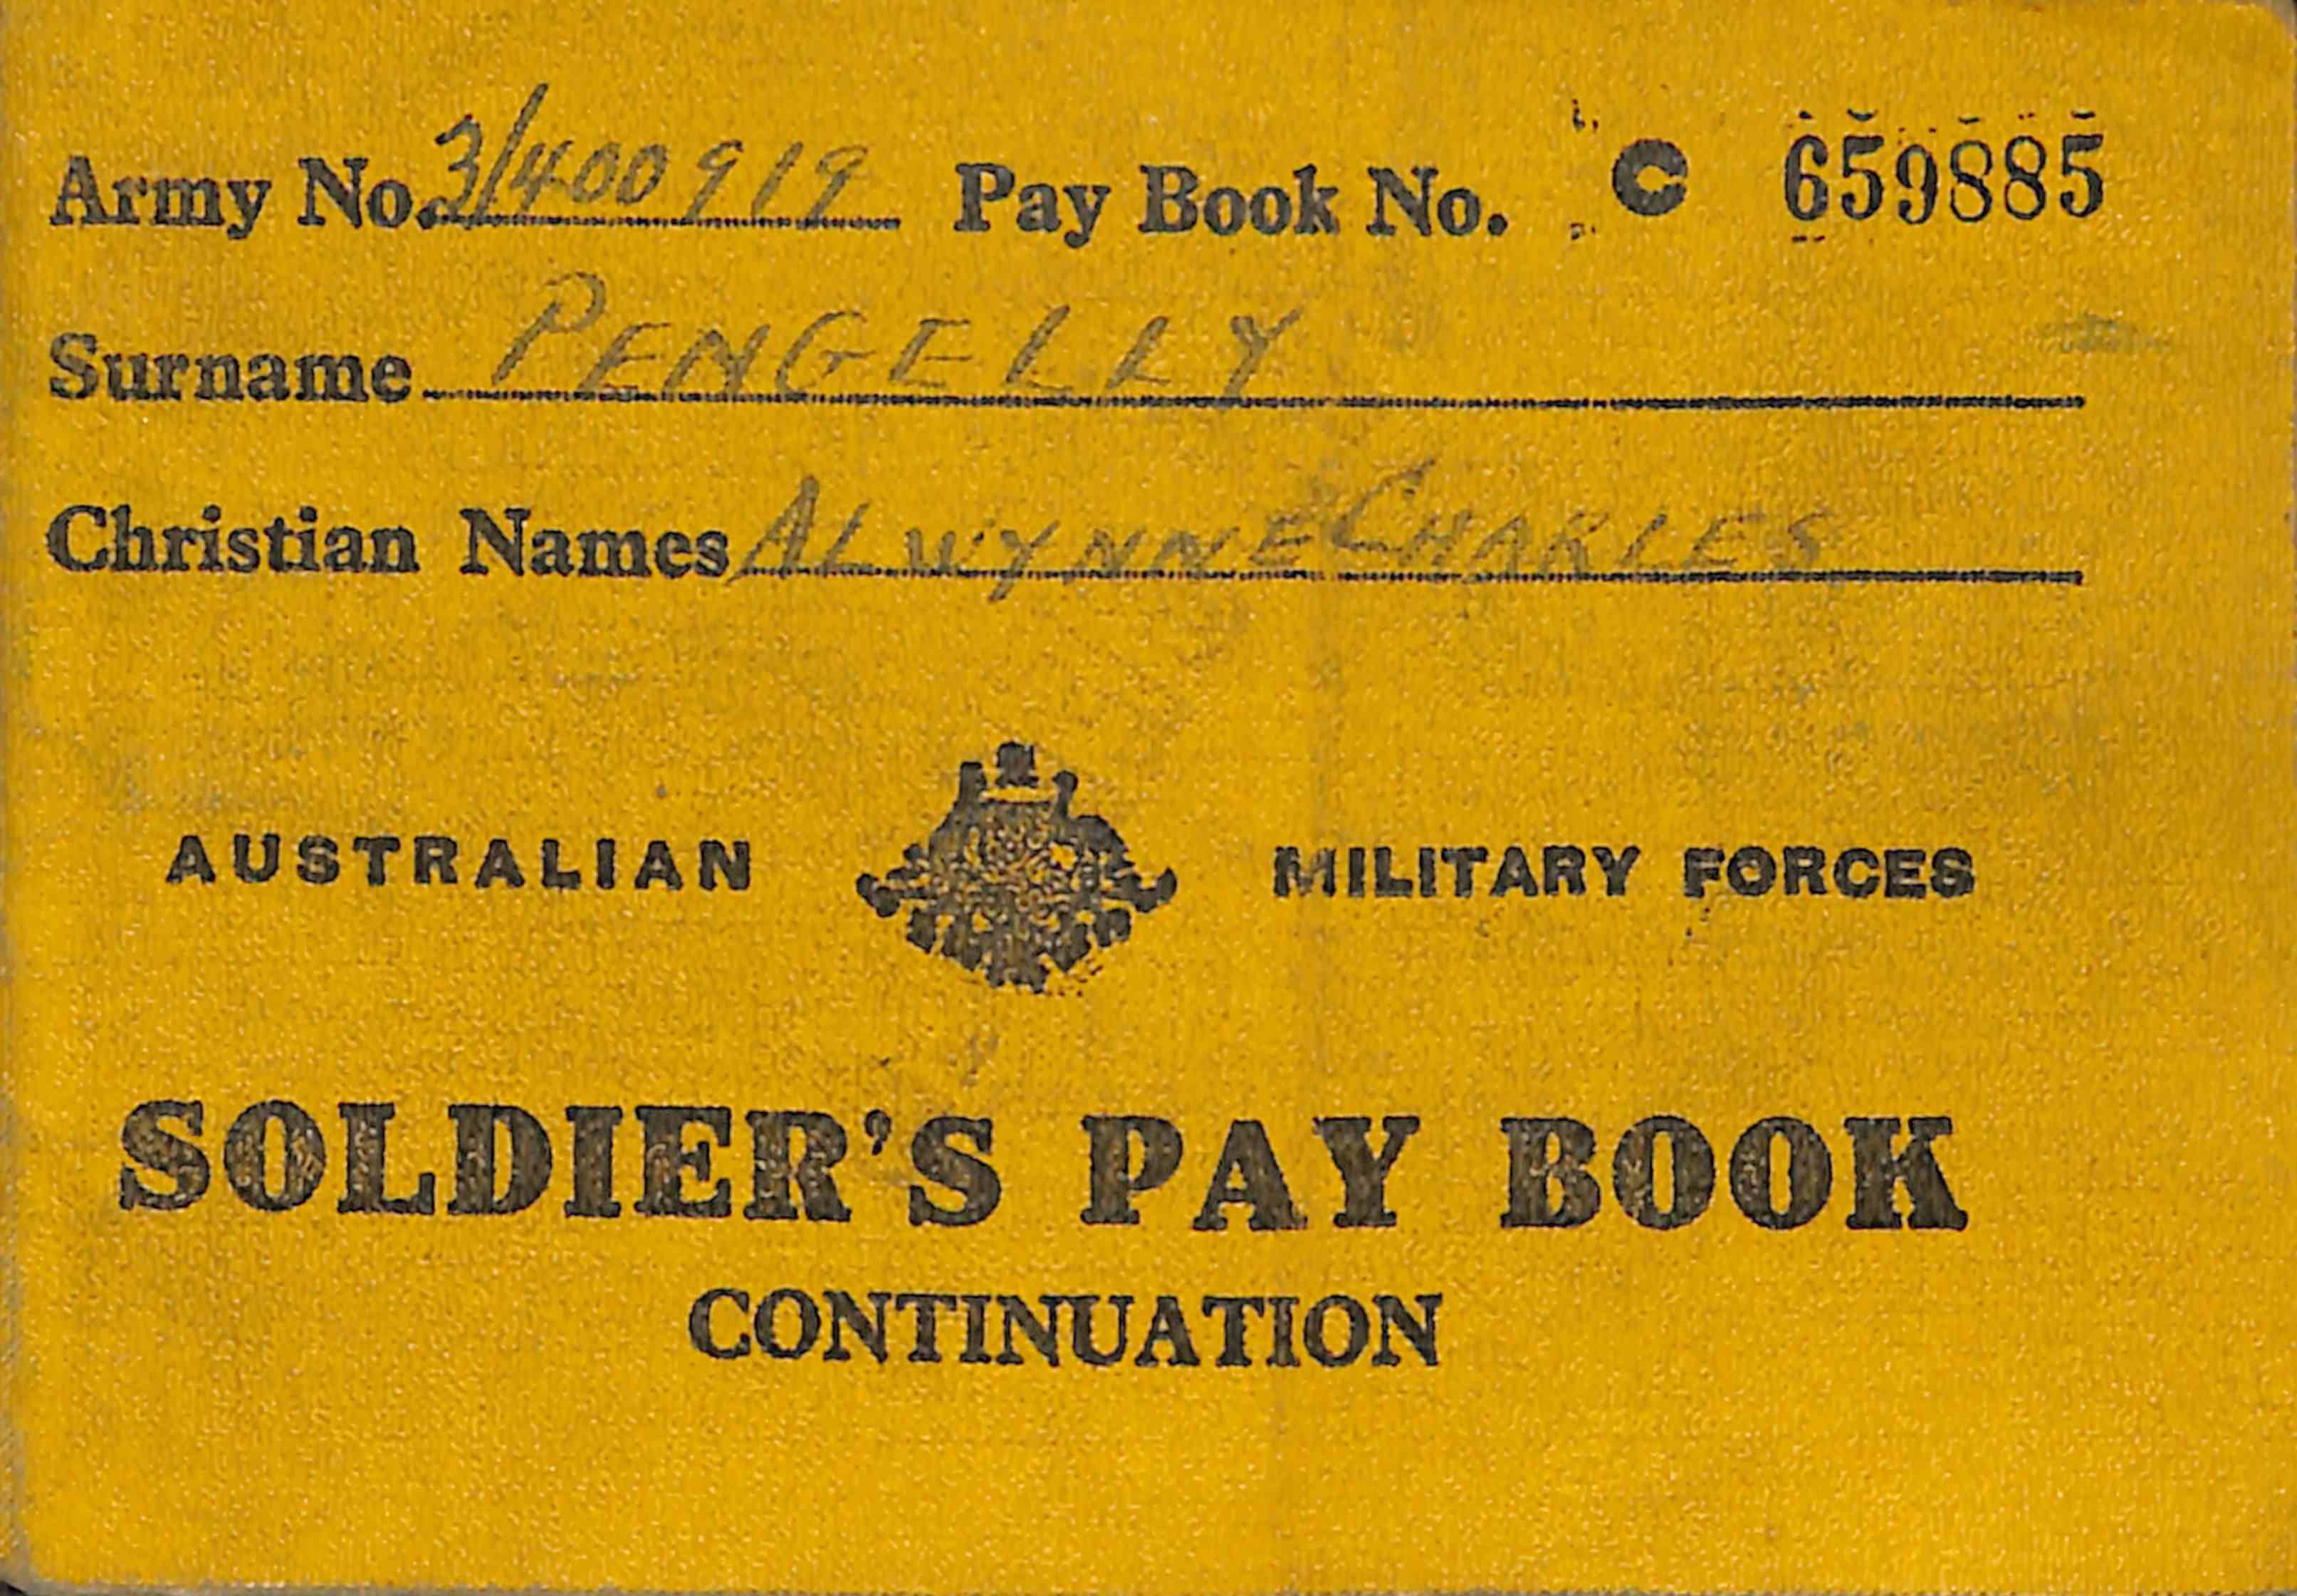 Army No. 3/400919 Pay Book No. C 659885
Surname PENGELLY
Christian Names ALWYNNE CHARLES
AUSTRALIAN MILITARY FORCES
SOLDIER'S PAY BOOK
CONTINUATION